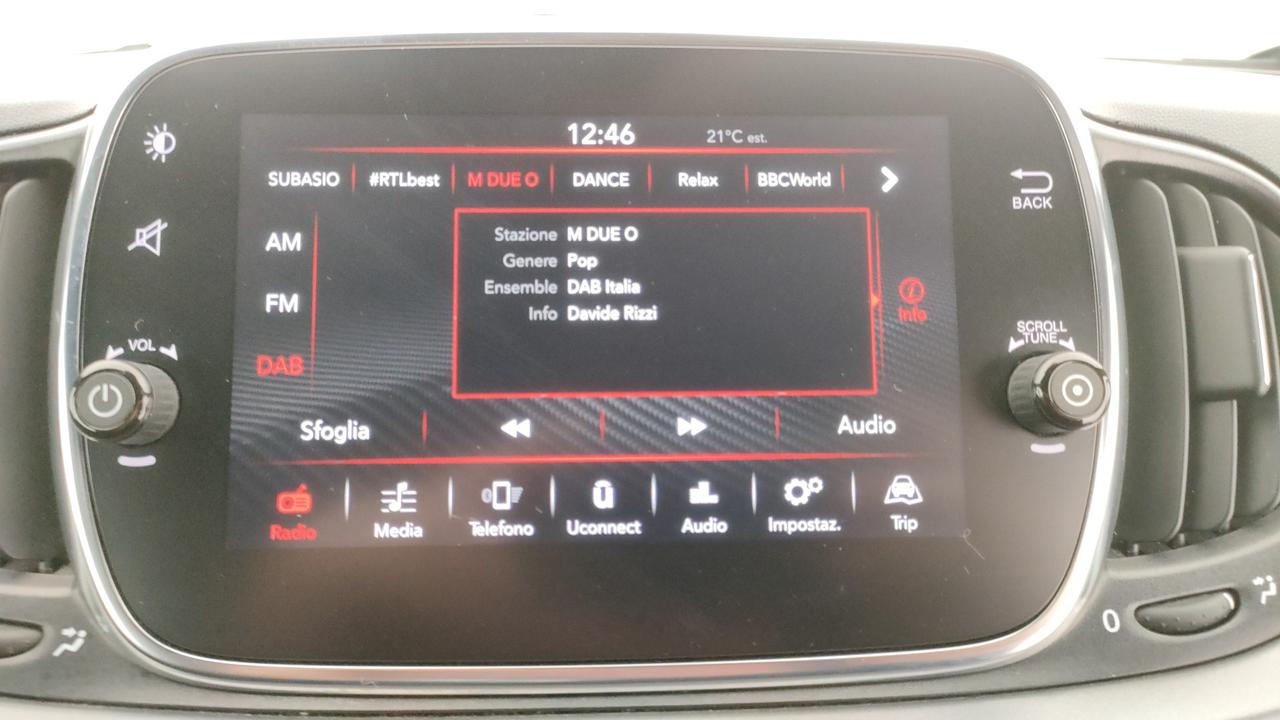 12:46 21°C est.
SUBASIO #RTLbest M DUE O DANCE Relax BBCWorld
BACK
AM
FM
DAB
Stazione M DUE O
Genere Pop
Ensemble DAB Italia
Info Davide Rizzi
Info
VOL
SCROLL
TUNE
Sfoglia Audio
Radio Media Telefono Uconnect Audio Impostaz. Trip
0